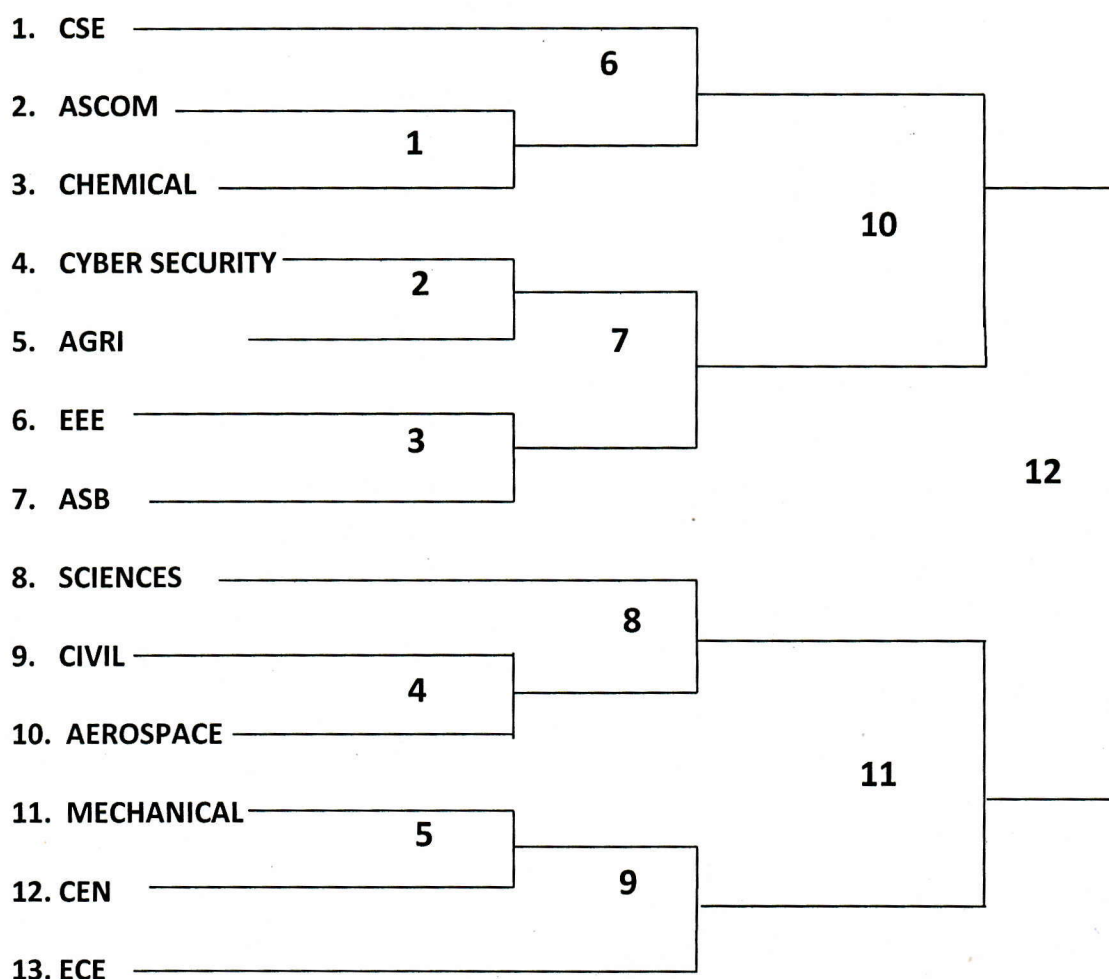 1. CSE
6
2. ASCOM
1
3. CHEMICAL
10
4. CYBER SECURITY
2
5. AGRI
7
6. EEE
3
7. ASB
12
8. SCIENCES
8
9. CIVIL
4
10. AEROSPACE
11
11. MECHANICAL
5
12. CEN
9
13. ECE